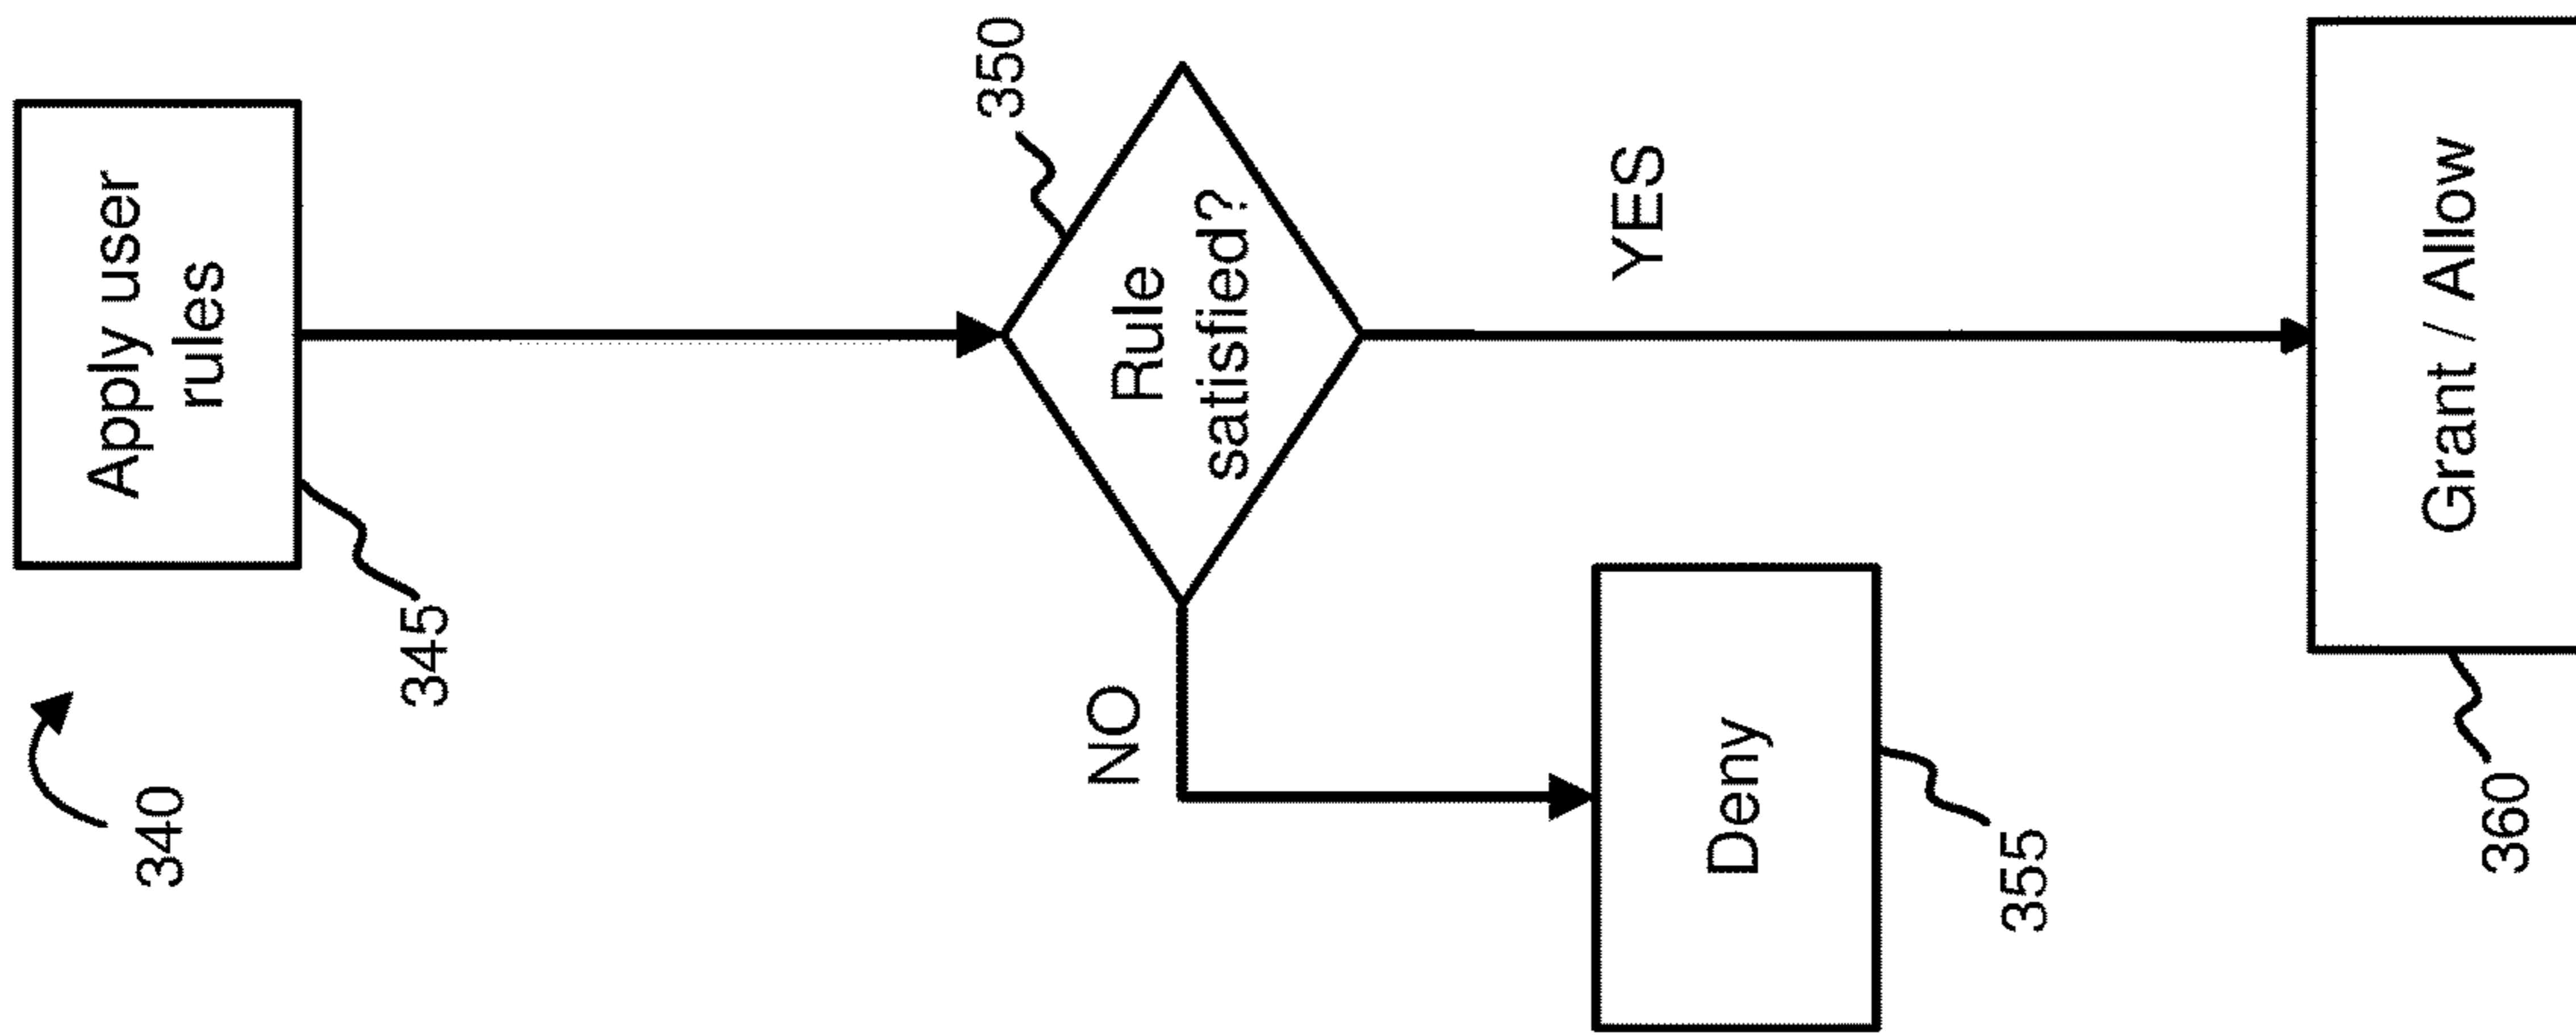 340
Apply user
rules
345
350
Rule
satisfied?
NO
YES
Deny
355
Grant / Allow
360